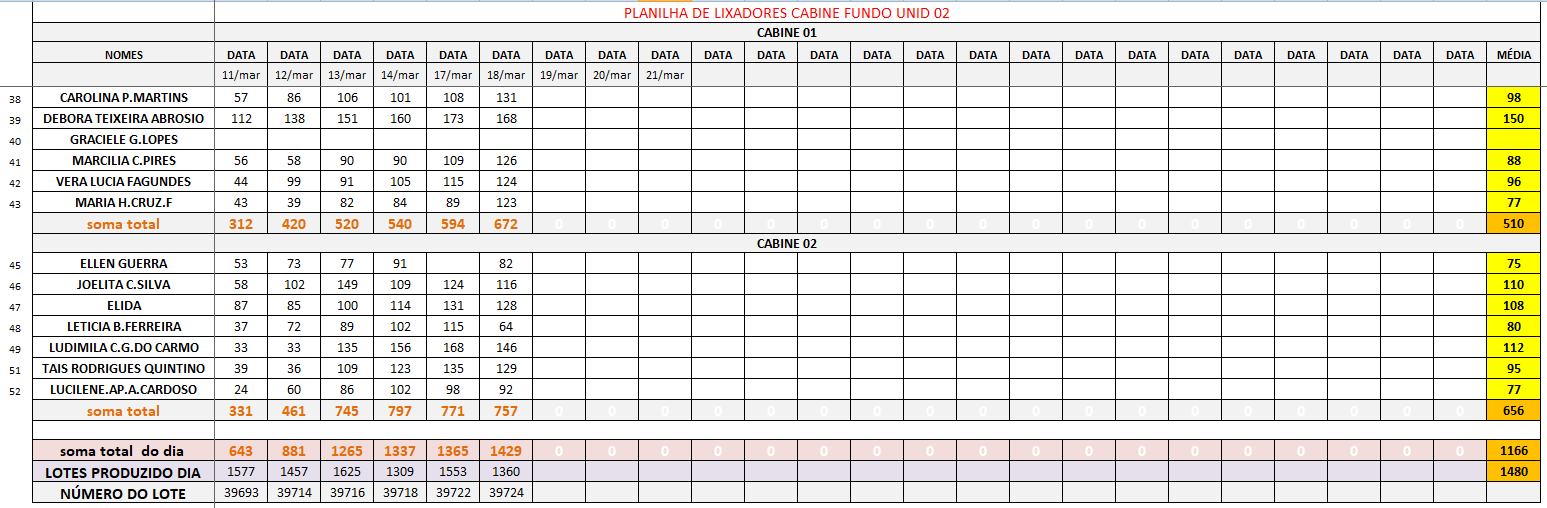 PLANILHA DE LIXADORES CABINE FUNDO UNID 02
CABINE 01
NOMES DATA DATA DATA DATA DATA DATA DATA DATA DATA DATA DATA DATA DATA DATA DATA DATA DATA DATA DATA DATA DATA DATA DATA DATA MÉDIA
11/mar 12/mar 13/mar 14/mar 17/mar 18/mar 19/mar 20/mar 21/mar
38 CAROLINA P.MARTINS 57 86 106 101 108 131 98
39 DEBORA TEIXEIRA ABROSIO 112 138 151 160 173 168 150
40 GRACIELE G.LOPES
41 MARCILIA C.PIRES 56 58 90 90 109 126 88
42 VERA LUCIA FAGUNDES 44 99 91 105 115 124 96
43 MARIA H.CRUZ.F 43 39 82 84 89 123 77
soma total 312 420 520 540 594 672 0 0 0 0 0 0 0 0 0 0 0 0 0 0 0 0 0 0 510
CABINE 02
45 ELLEN GUERRA 53 73 77 91 82 75
46 JOELITA C.SILVA 58 102 149 109 124 116 110
47 ELIDA 87 85 100 114 131 128 108
48 LETICIA B.FERREIRA 37 72 89 102 115 64 80
49 LUDIMILA C.G.DO CARMO 33 33 135 156 168 146 112
51 TAIS RODRIGUES QUINTINO 39 36 109 123 135 129 95
52 LUCILENE.AP.A.CARDOSO 24 60 86 102 98 92 77
soma total 331 461 745 797 771 757 0 0 0 0 0 0 0 0 0 0 0 0 0 0 0 0 0 0 656
soma total do dia 643 881 1265 1337 1365 1429 0 0 0 0 0 0 0 0 0 0 0 0 0 0 0 0 0 0 1166
LOTES PRODUZIDO DIA 1577 1457 1625 1309 1553 1360 1480
NÚMERO DO LOTE 39693 39714 39716 39718 39722 39724